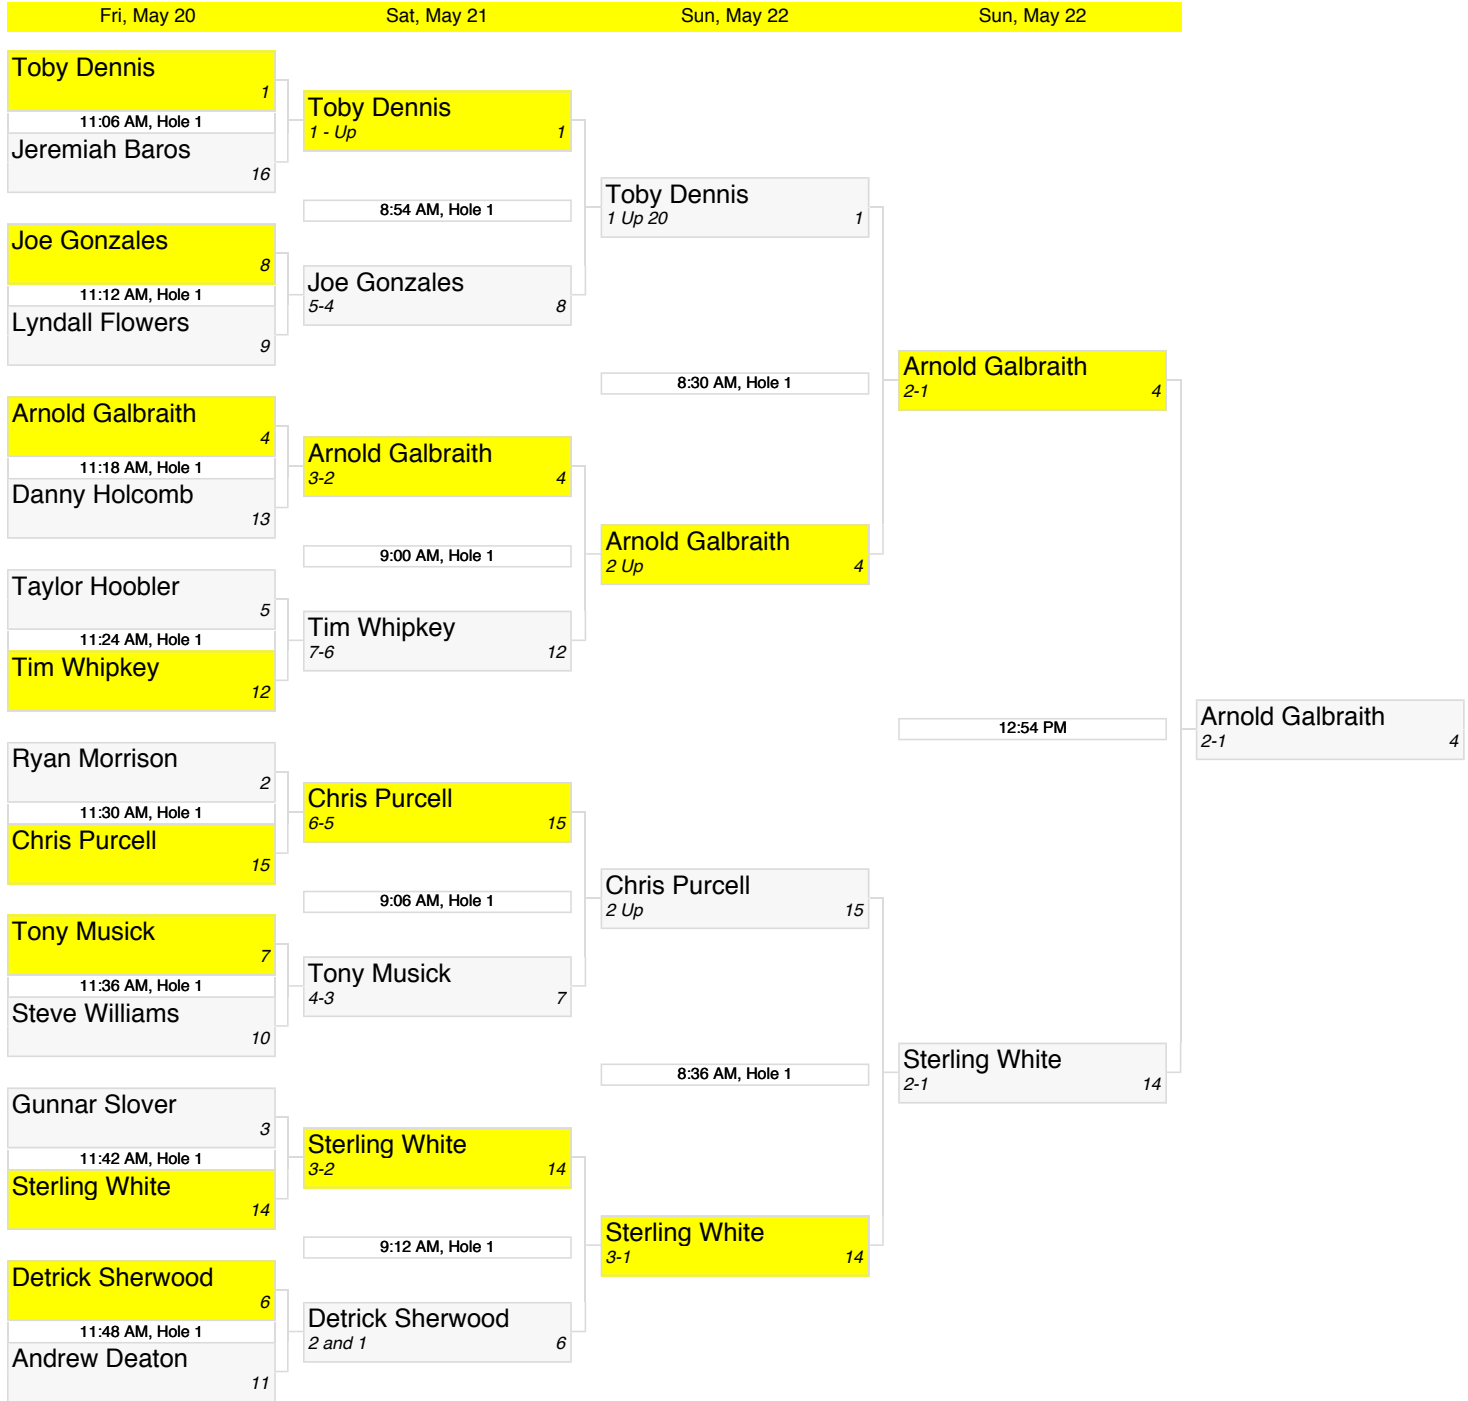 Fri, May 20
Sat, May 21
Sun, May 22
Sun, May 22
Toby Dennis
1
11:06 AM, Hole 1
Jeremiah Baros
16
Joe Gonzales
8
11:12 AM, Hole 1
Lyndall Flowers
9
Arnold Galbraith
4
11:18 AM, Hole 1
Danny Holcomb
13
Taylor Hoobler
5
11:24 AM, Hole 1
Tim Whipkey
12
Ryan Morrison
2
11:30 AM, Hole 1
Chris Purcell
15
Tony Musick
7
11:36 AM, Hole 1
Steve Williams
10
Gunnar Slover
3
11:42 AM, Hole 1
Sterling White
14
Detrick Sherwood
6
11:48 AM, Hole 1
Andrew Deaton
11
Toby Dennis
1 - Up 1
8:54 AM, Hole 1
Joe Gonzales
5-4 8
Arnold Galbraith
3-2 4
9:00 AM, Hole 1
Tim Whipkey
7-6 12
Chris Purcell
6-5 15
9:06 AM, Hole 1
Tony Musick
4-3 7
Sterling White
3-2 14
9:12 AM, Hole 1
Detrick Sherwood
2 and 1 6
Toby Dennis
1 Up 20 1
8:30 AM, Hole 1
Arnold Galbraith
2 Up 4
Chris Purcell
2 Up 15
8:36 AM, Hole 1
Sterling White
3-1 14
Arnold Galbraith
2-1 4
12:54 PM
Sterling White
2-1 14
Arnold Galbraith
2-1 4